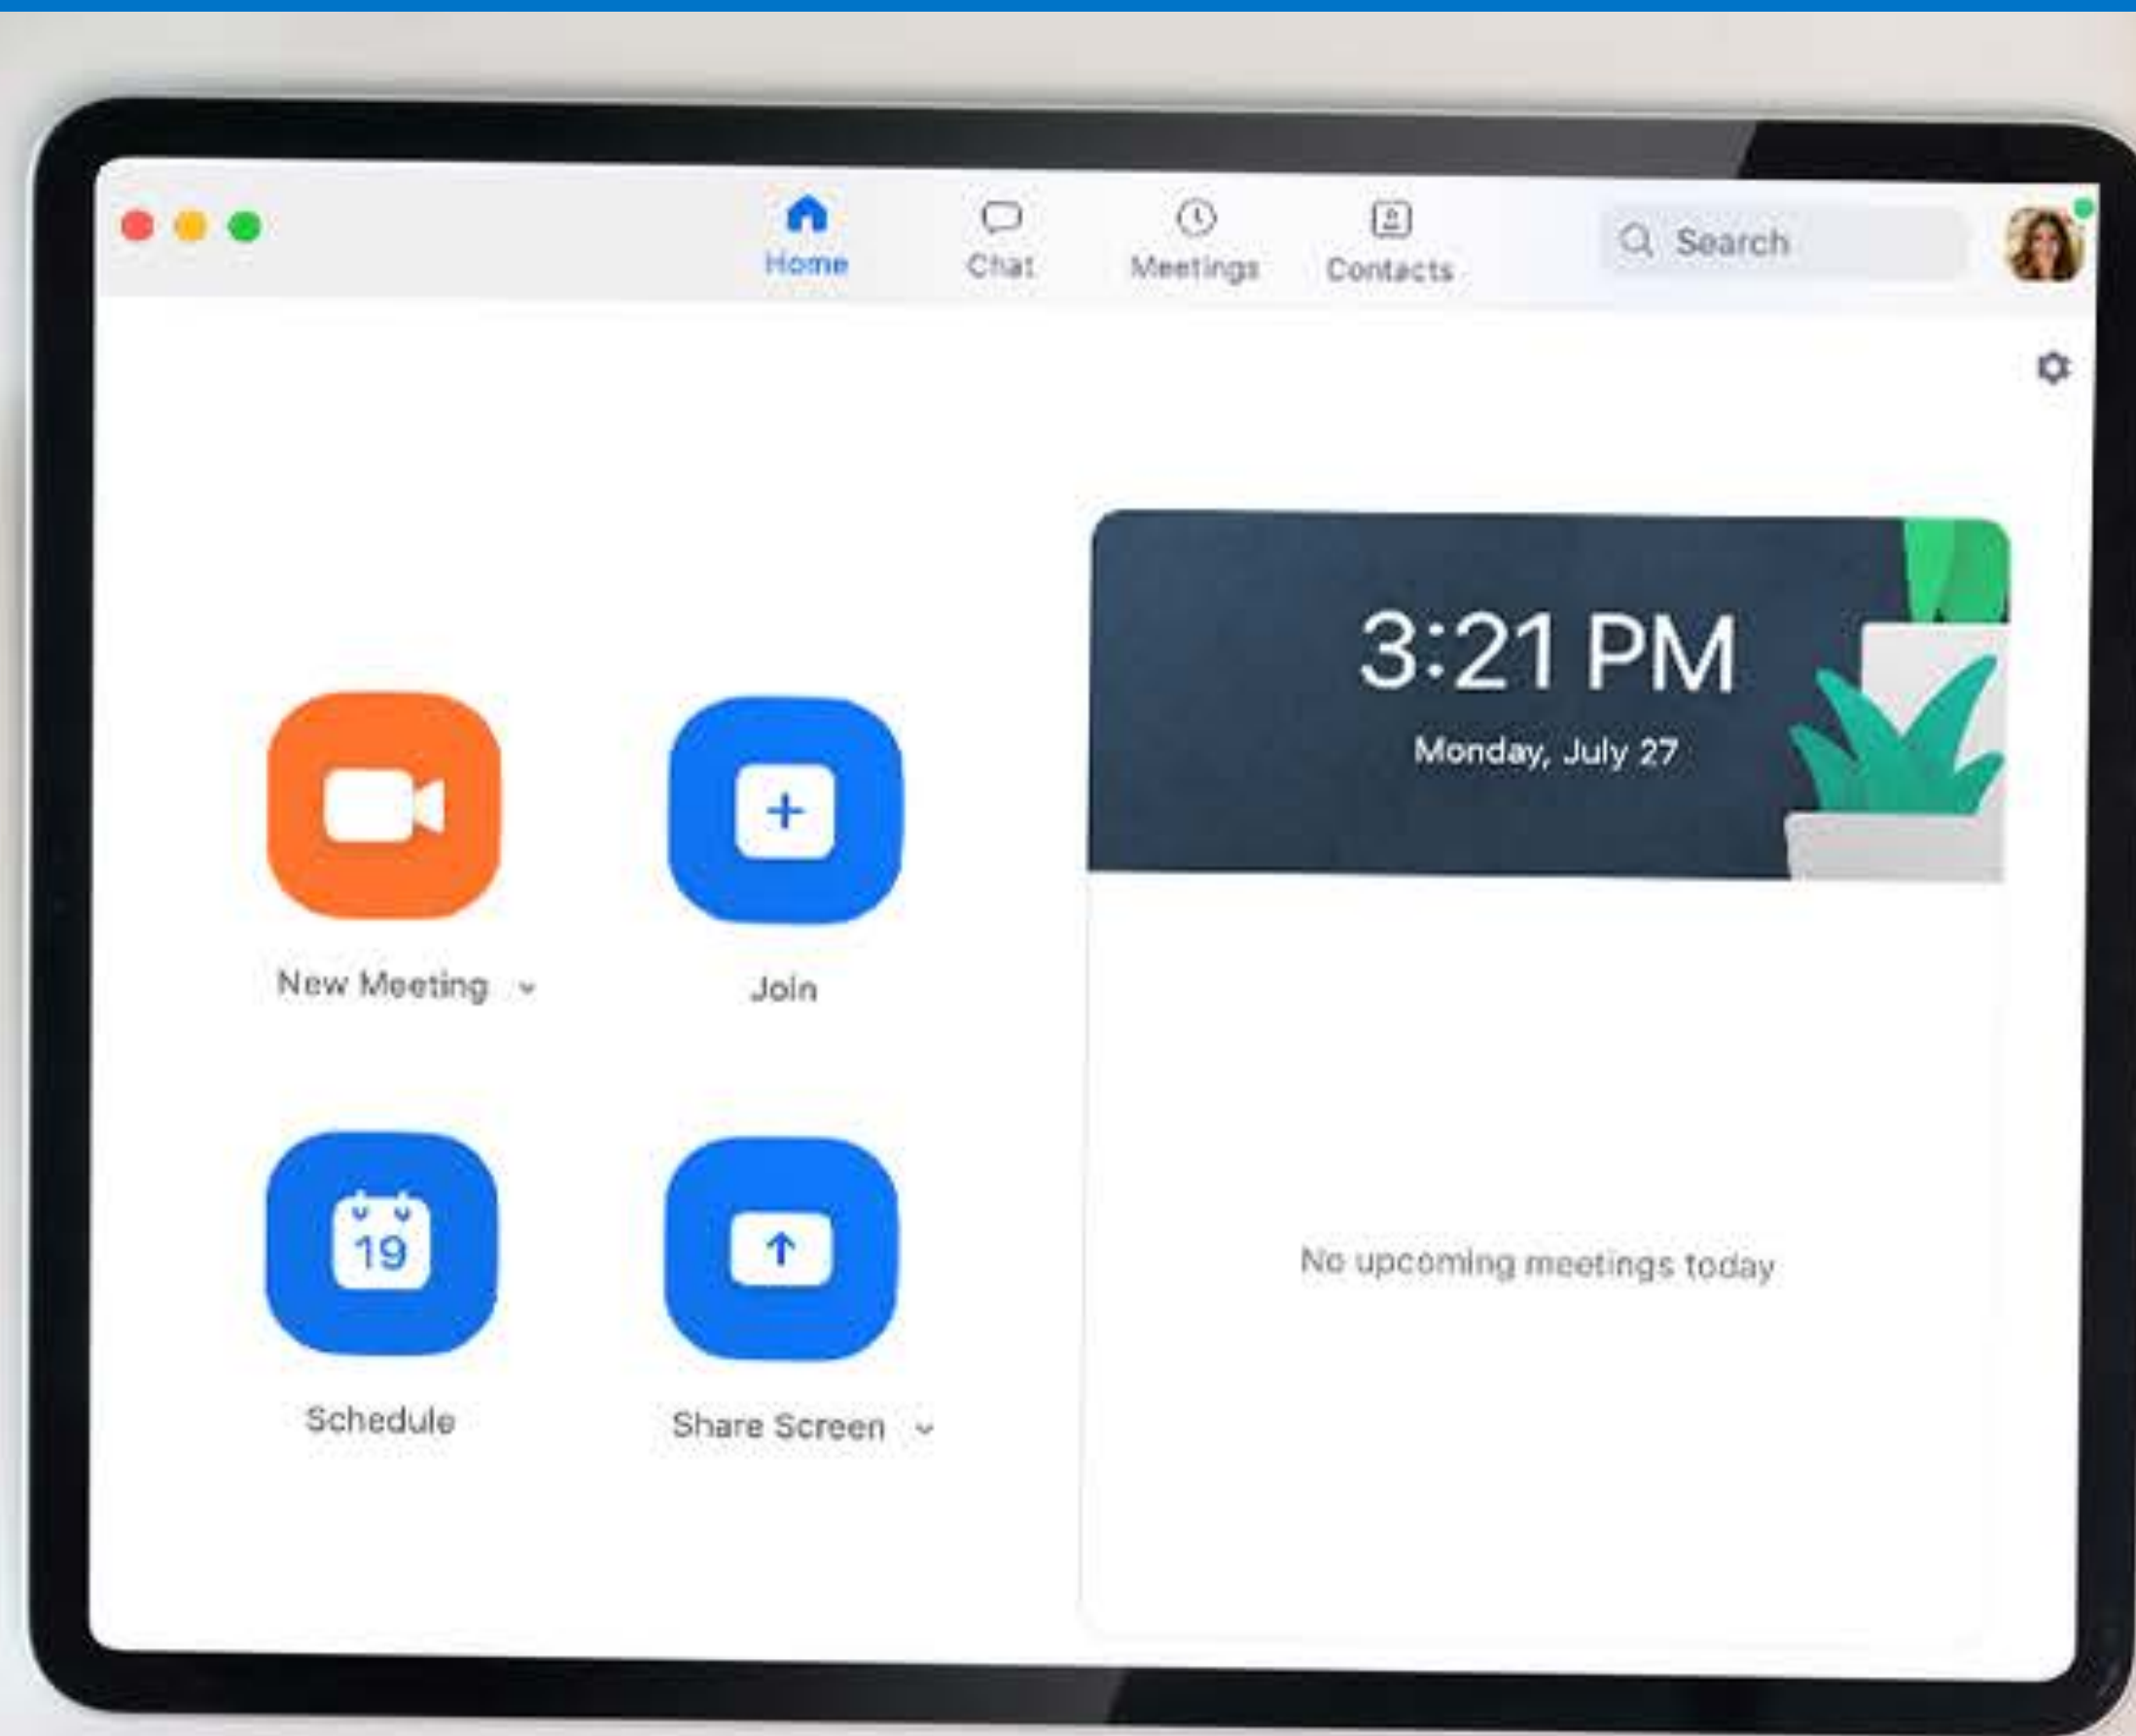 Home
Chat
Meetings
Contacts
Search
3:21 PM
Monday, July 27
New Meeting
Join
19
Schedule
Share Screen
No upcoming meetings today